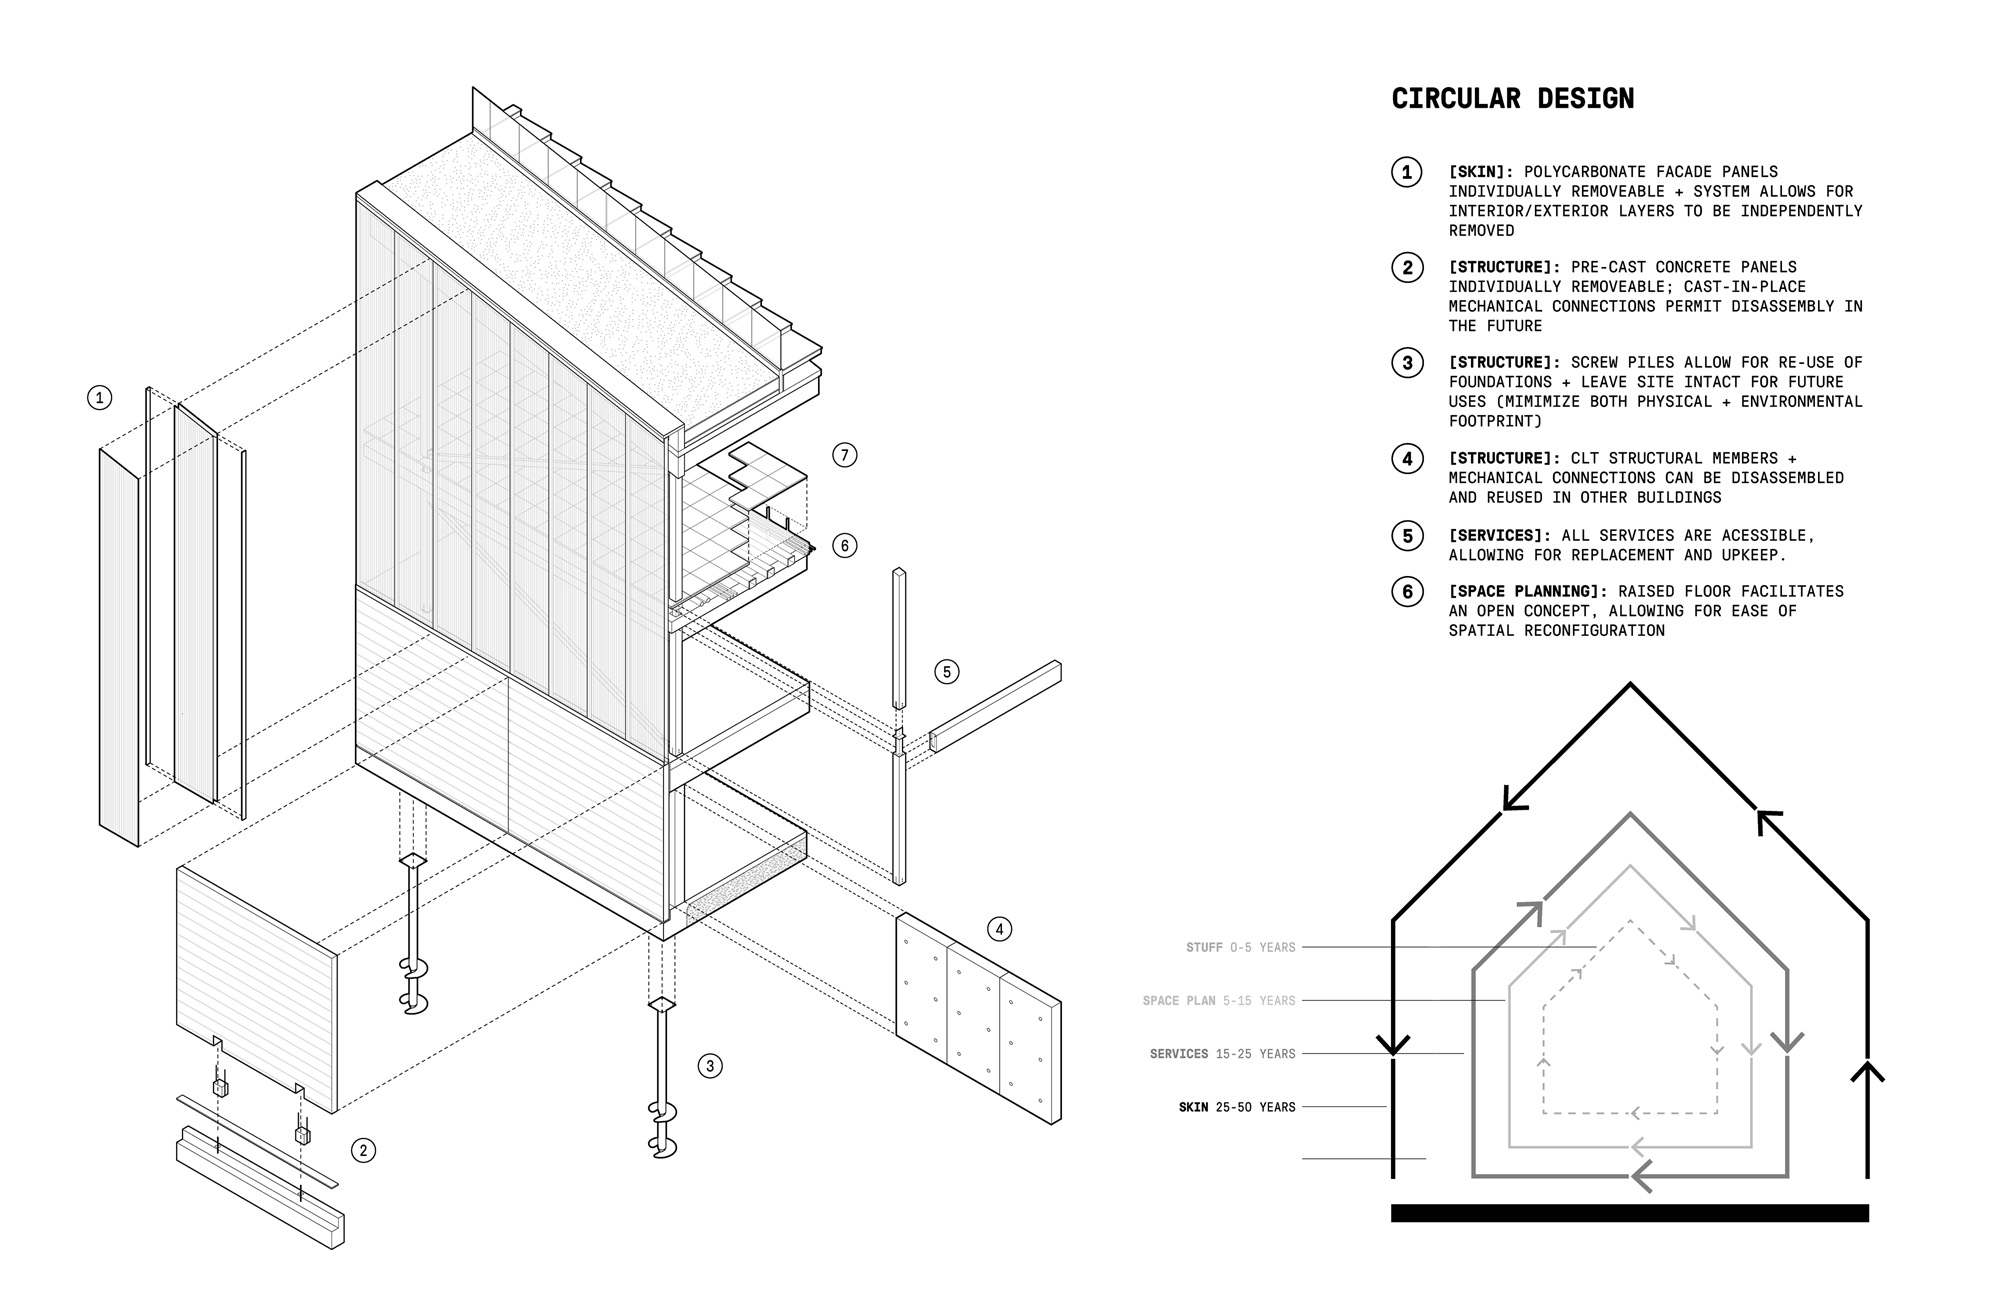 CIRCULAR DESIGN
1 [SKIN]: POLYCARBONATE FACADE PANELS
INDIVIDUALLY REMOVEABLE + SYSTEM ALLOWS FOR
INTERIOR/EXTERIOR LAYERS TO BE INDEPENDENTLY
REMOVED
2 [STRUCTURE]: PRE-CAST CONCRETE PANELS
INDIVIDUALLY REMOVEABLE; CAST-IN-PLACE
MECHANICAL CONNECTIONS PERMIT DISASSEMBLY IN
THE FUTURE
3 [STRUCTURE]: SCREW PILES ALLOW FOR RE-USE OF
FOUNDATIONS + LEAVE SITE INTACT FOR FUTURE
USES (MIMIMIZE BOTH PHYSICAL + ENVIRONMENTAL
FOOTPRINT)
4 [STRUCTURE]: CLT STRUCTURAL MEMBERS +
MECHANICAL CONNECTIONS CAN BE DISASSEMBLED
AND REUSED IN OTHER BUILDINGS
5 [SERVICES]: ALL SERVICES ARE ACESSIBLE,
ALLOWING FOR REPLACEMENT AND UPKEEP.
6 [SPACE PLANNING]: RAISED FLOOR FACILITATES
AN OPEN CONCEPT, ALLOWING FOR EASE OF
SPATIAL RECONFIGURATION
1
7
6
5
4
3
2
STUFF 0-5 YEARS
SPACE PLAN 5-15 YEARS
SERVICES 15-25 YEARS
SKIN 25-50 YEARS